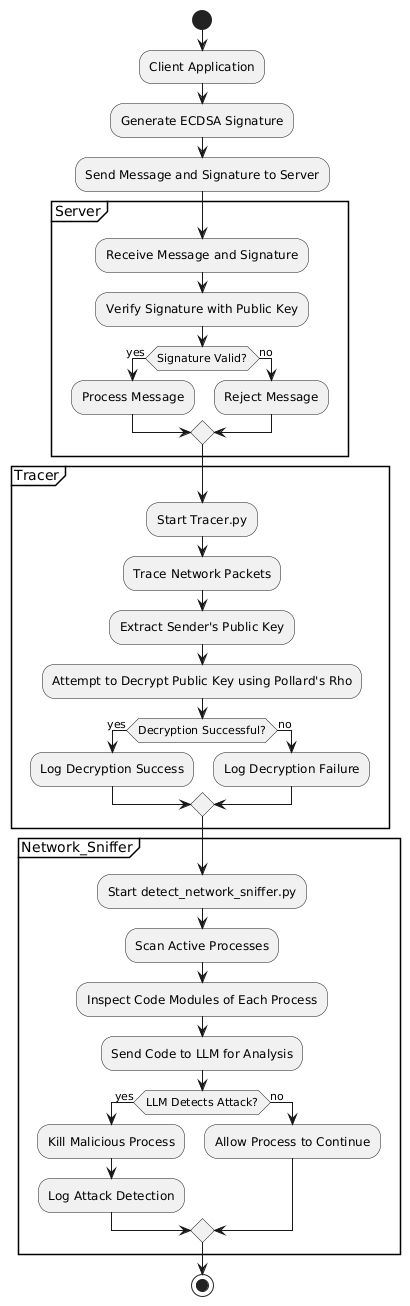 Client Application
Generate ECDSA Signature
Send Message and Signature to Server
Server
Receive Message and Signature
Verify Signature with Public Key
yes
Signature Valid?
no
Process Message
Reject Message
Tracer
Start Tracer.py
Trace Network Packets
Extract Sender's Public Key
Attempt to Decrypt Public Key using Pollard's Rho
yes
Decryption Successful?
no
Log Decryption Success
Log Decryption Failure
Network_Sniffer
Start detect_network_sniffer.py
Scan Active Processes
Inspect Code Modules of Each Process
Send Code to LLM for Analysis
yes
LLM Detects Attack?
no
Kill Malicious Process
Allow Process to Continue
Log Attack Detection